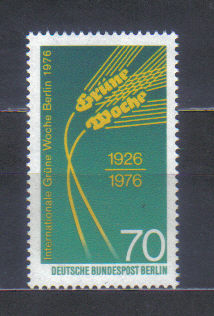 Internationale Grüne Woche Berlin 1976
Grüne
Woche
1926
1976
70
DEUTSCHE BUNDESPOST BERLIN